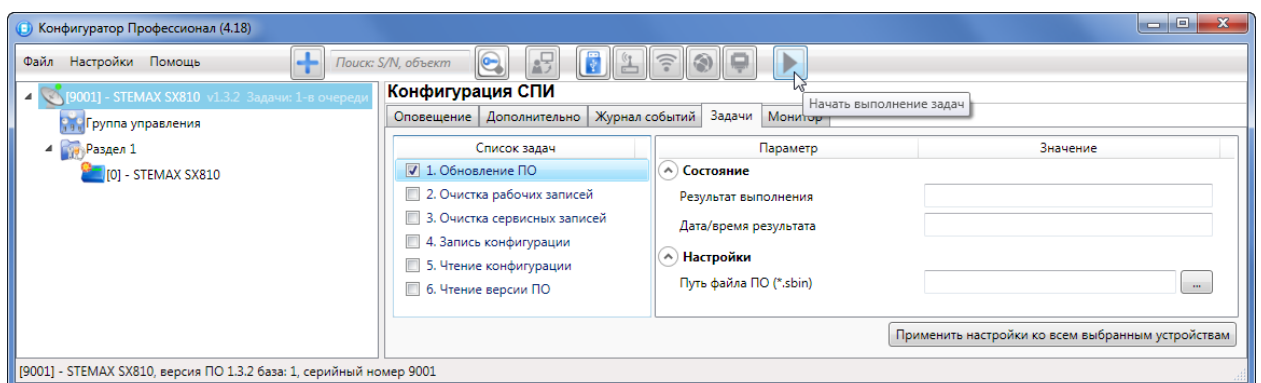 Конфигуратор Профессионал (4.18)
Файл Настройки Помощь Поиск: S/N, объект
Начать выполнение задач
[9001] - STEMAX SX810 v1.3.2 Задачи: 1-в очереди
Группа управления
Раздел 1
[0] - STEMAX SX810
Конфигурация СПИ
Оповещение Дополнительно Журнал событий Задачи Монитор
Список задач
1. Обновление ПО
2. Очистка рабочих записей
3. Очистка сервисных записей
4. Запись конфигурации
5. Чтение конфигурации
6. Чтение версии ПО
Параметр Значение
Состояние
Результат выполнения
Дата/время результата
Настройки
Путь файла ПО (*.sbin) ...
Применить настройки ко всем выбранным устройствам
[9001] - STEMAX SX810, версия ПО 1.3.2 база: 1, серийный номер 9001